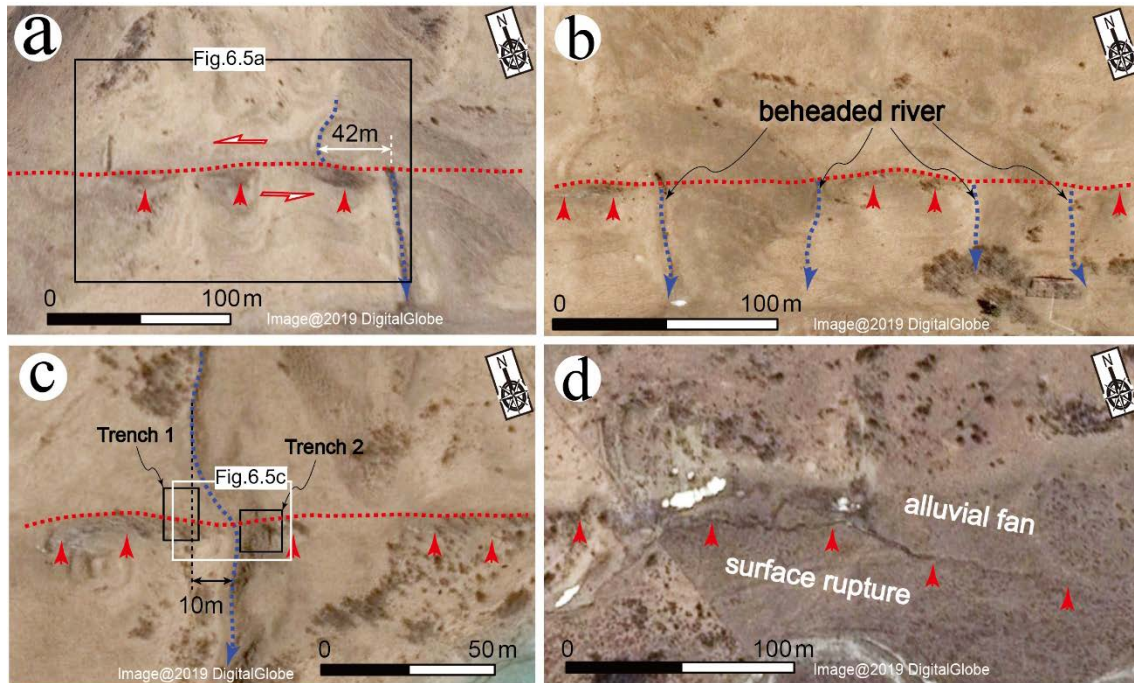 a
Fig.6.5a
N
42m
0
100m
Image@2019 DigitalGlobe
b
N
beheaded river
0
100m
Image@2019 DigitalGlobe
c
N
Trench 1
Trench 2
Fig.6.5c
10m
0
50m
Image@2019 DigitalGlobe
d
N
alluvial fan
surface rupture
0
100m
Image@2019 DigitalGlobe